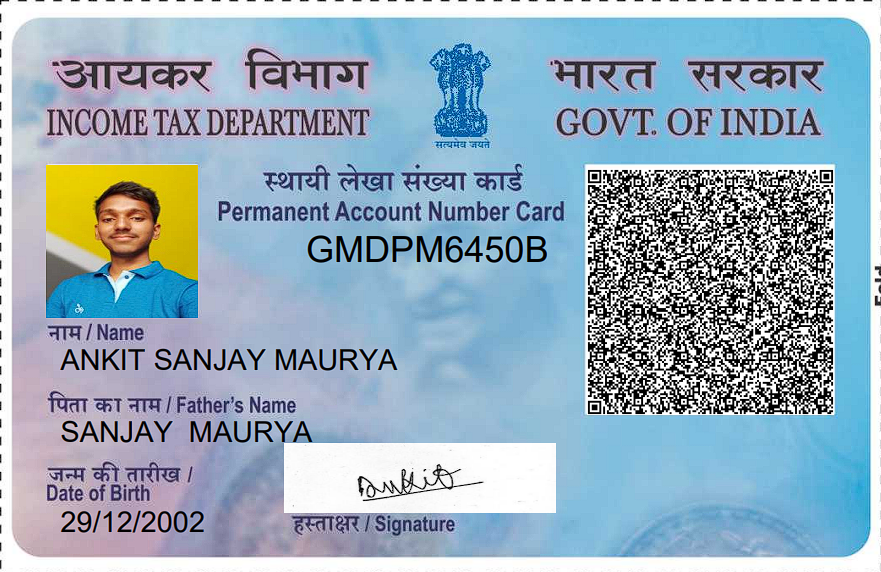 आयकर विभाग
INCOME TAX DEPARTMENT
सत्यमेव जयते
भारत सरकार
GOVT. OF INDIA
स्थायी लेखा संख्या कार्ड
Permanent Account Number Card
GMDPM6450B
नाम / Name
ANKIT SANJAY MAURYA
पिता का नाम / Father's Name
SANJAY MAURYA
जन्म की तारीख /
Date of Birth
29/12/2002
Ankit
हस्ताक्षर / Signature